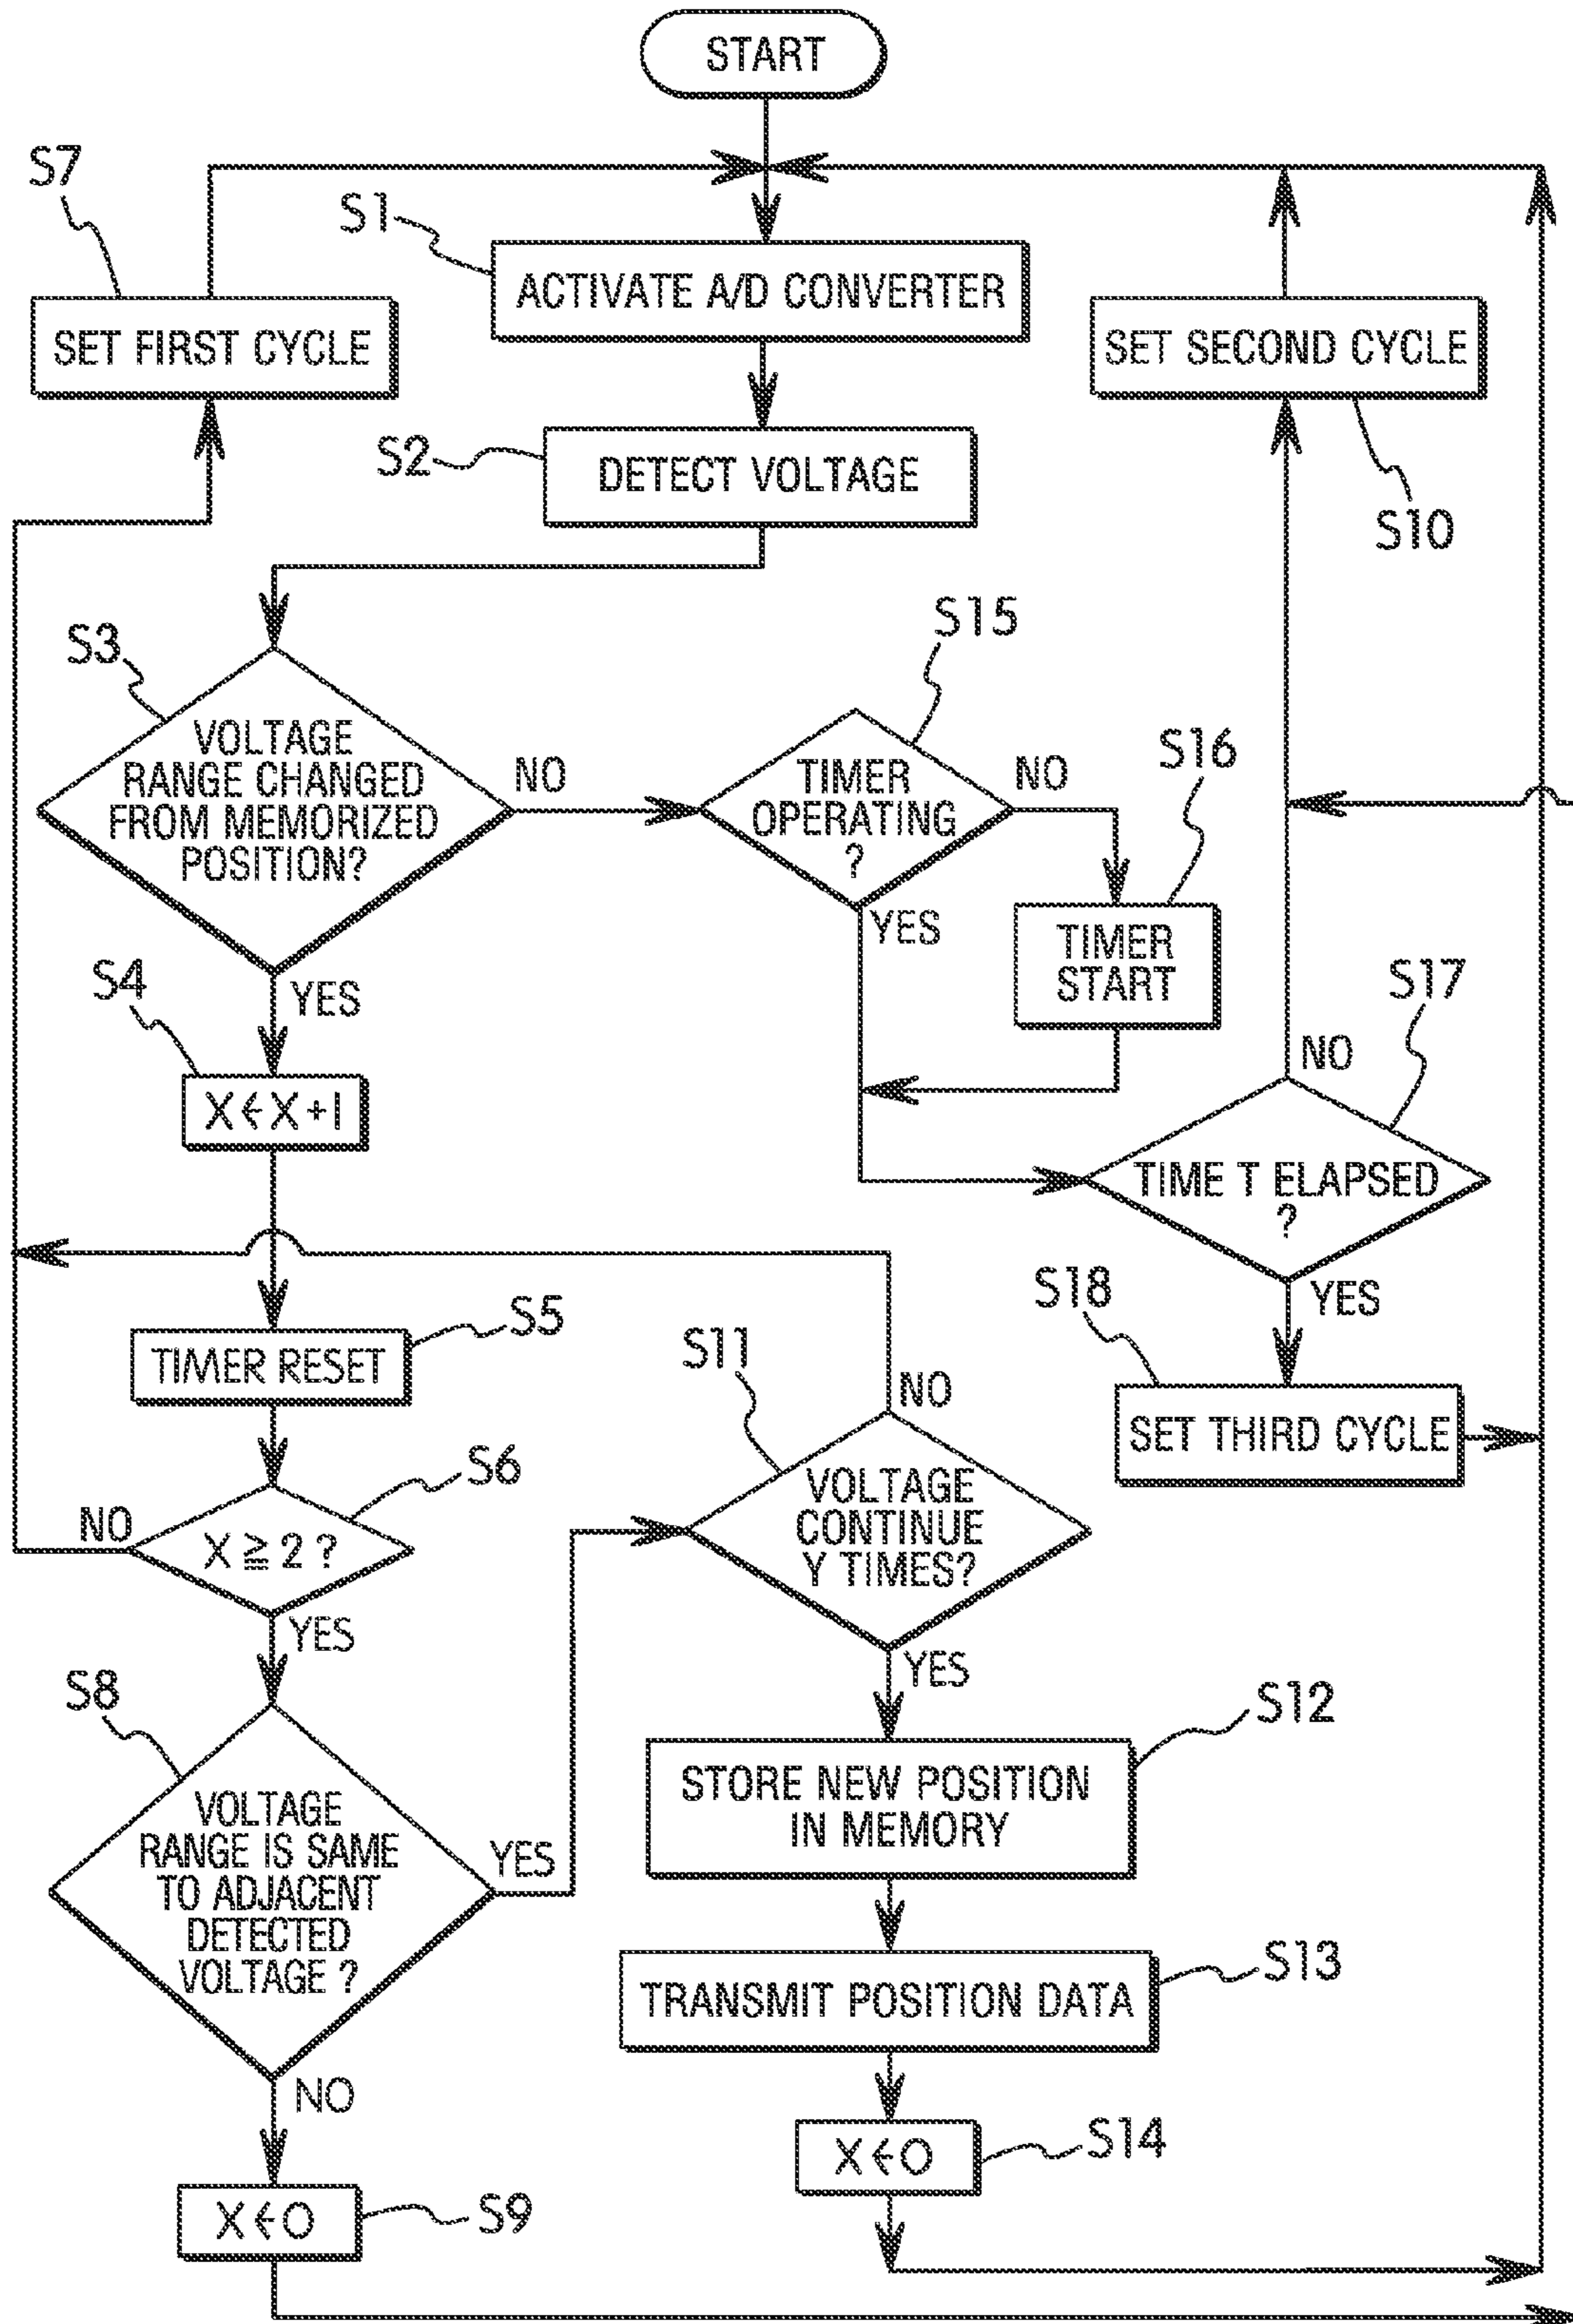 START
S7
S1
ACTIVATE A/D CONVERTER
SET FIRST CYCLE
SET SECOND CYCLE
S2
DETECT VOLTAGE
S10
S3
VOLTAGE
RANGE CHANGED
FROM MEMORIZED
POSITION?
NO
S15
TIMER
OPERATING
?
NO
S16
YES
TIMER
START
S4
YES
X←X+1
S17
NO
TIME T ELAPSED
?
YES
S18
SET THIRD CYCLE
S5
TIMER RESET
S11
NO
VOLTAGE
CONTINUE
Y TIMES?
S6
NO
X ≧ 2 ?
YES
YES
S8
VOLTAGE
RANGE IS SAME
TO ADJACENT
DETECTED
VOLTAGE ?
YES
S12
STORE NEW POSITION
IN MEMORY
S13
TRANSMIT POSITION DATA
NO
S14
X←0
X←0
S9